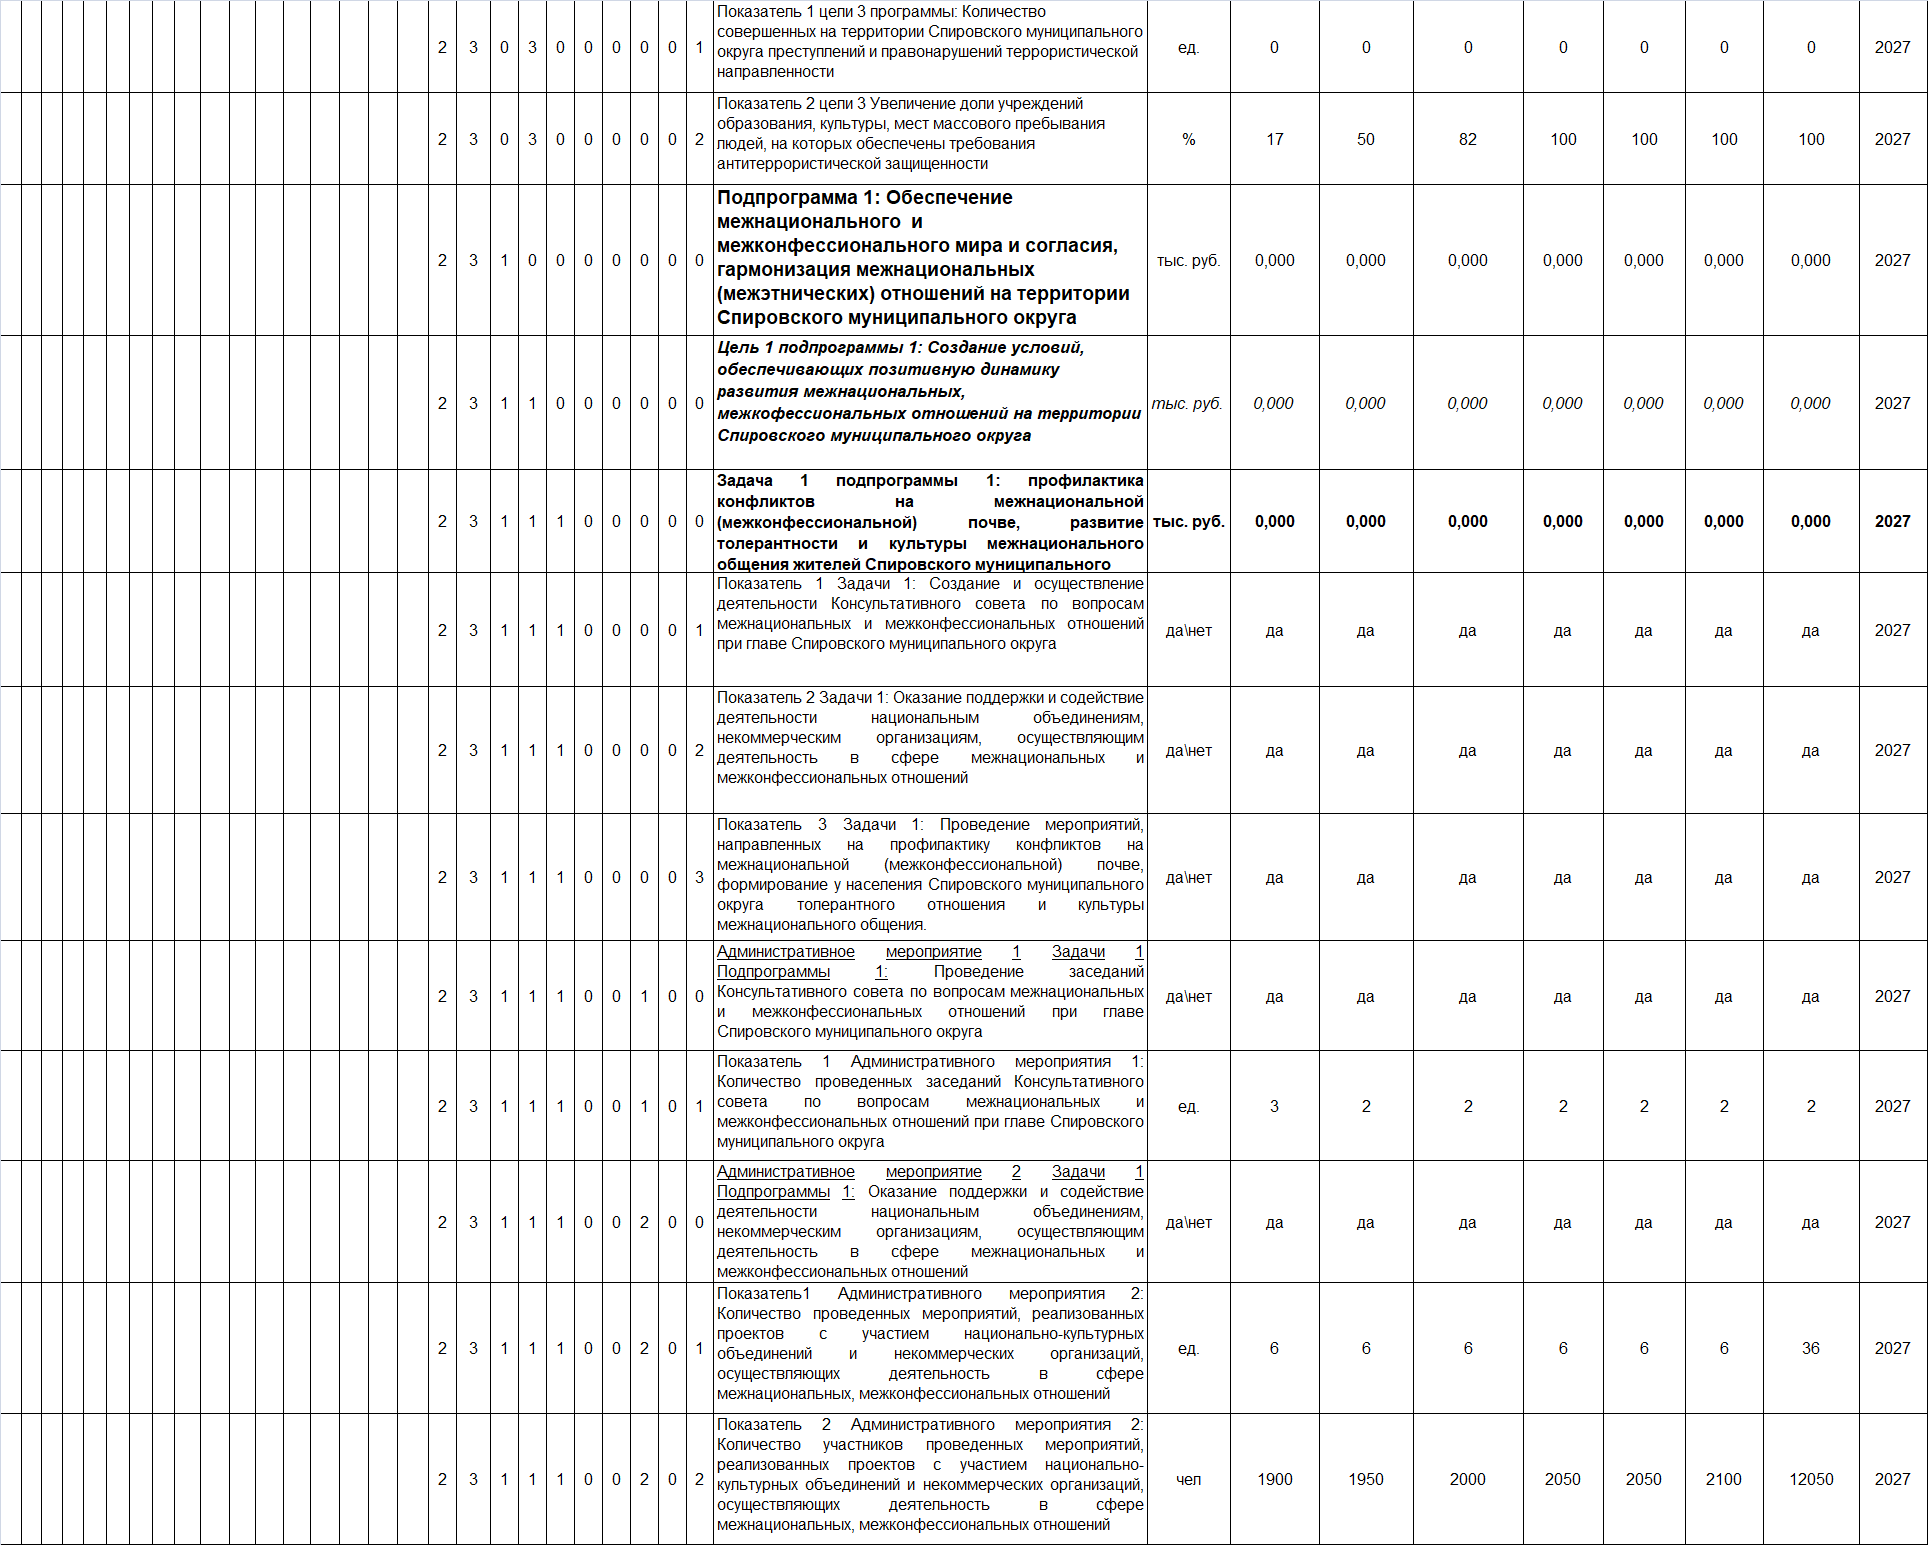 Показатель 1 цели 3 программы: Количество
совершенных на территории Спировского муниципального
округа преступлений и правонарушений террористической
направленности
2 3 0 3 0 0 0 0 0 1 ед. 0 0 0 0 0 0 0 2027
Показатель 2 цели 3 Увеличение доли учреждений
образования, культуры, мест массового пребывания
людей, на которых обеспечены требования
антитеррористической защищенности
2 3 0 3 0 0 0 0 0 2 % 17 50 82 100 100 100 100 2027
Подпрограмма 1: Обеспечение
межнационального и
межконфессионального мира и согласия,
гармонизация межнациональных
(межэтнических) отношений на территории
Спировского муниципального округа
2 3 1 0 0 0 0 0 0 0 тыс. руб. 0,000 0,000 0,000 0,000 0,000 0,000 0,000 2027
Цель 1 подпрограммы 1: Создание условий,
обеспечивающих позитивную динамику
развития межнациональных,
межкофессиональных отношений на территории
Спировского муниципального округа
2 3 1 1 0 0 0 0 0 0 тыс. руб. 0,000 0,000 0,000 0,000 0,000 0,000 0,000 2027
Задача 1 подпрограммы 1: профилактика
конфликтов на межнациональной
(межконфессиональной) почве, развитие
толерантности и культуры межнационального
общения жителей Спировского муниципального
2 3 1 1 1 0 0 0 0 0 тыс. руб. 0,000 0,000 0,000 0,000 0,000 0,000 0,000 2027
Показатель 1 Задачи 1: Создание и осуществление
деятельности Консультативного совета по вопросам
межнациональных и межконфессиональных отношений
при главе Спировского муниципального округа
2 3 1 1 1 0 0 0 0 1 да\нет да да да да да да да 2027
Показатель 2 Задачи 1: Оказание поддержки и содействие
деятельности национальным объединениям,
некоммерческим организациям, осуществляющим
деятельность в сфере межнациональных и
межконфессиональных отношений
2 3 1 1 1 0 0 0 0 2 да\нет да да да да да да да 2027
Показатель 3 Задачи 1: Проведение мероприятий,
направленных на профилактику конфликтов на
межнациональной (межконфессиональной) почве,
формирование у населения Спировского муниципального
округа толерантного отношения и культуры
межнационального общения.
2 3 1 1 1 0 0 0 0 3 да\нет да да да да да да да 2027
Административное мероприятие 1 Задачи 1
Подпрограммы 1: Проведение заседаний
Консультативного совета по вопросам межнациональных
и межконфессиональных отношений при главе
Спировского муниципального округа
2 3 1 1 1 0 0 1 0 0 да\нет да да да да да да да 2027
Показатель 1 Административного мероприятия 1:
Количество проведенных заседаний Консультативного
совета по вопросам межнациональных и
межконфессиональных отношений при главе Спировского
муниципального округа
2 3 1 1 1 0 0 1 0 1 ед. 3 2 2 2 2 2 2 2027
Административное мероприятие 2 Задачи 1
Подпрограммы 1: Оказание поддержки и содействие
деятельности национальным объединениям,
некоммерческим организациям, осуществляющим
деятельность в сфере межнациональных и
межконфессиональных отношений
2 3 1 1 1 0 0 2 0 0 да\нет да да да да да да да 2027
Показатель1 Административного мероприятия 2:
Количество проведенных мероприятий, реализованных
проектов с участием национально-культурных
объединений и некоммерческих организаций,
осуществляющих деятельность в сфере
межнациональных, межконфессиональных отношений
2 3 1 1 1 0 0 2 0 1 ед. 6 6 6 6 6 6 36 2027
Показатель 2 Административного мероприятия 2:
Количество участников проведенных мероприятий,
реализованных проектов с участием национально-
культурных объединений и некоммерческих организаций,
осуществляющих деятельность в сфере
межнациональных, межконфессиональных отношений
2 3 1 1 1 0 0 2 0 2 чел 1900 1950 2000 2050 2050 2100 12050 2027